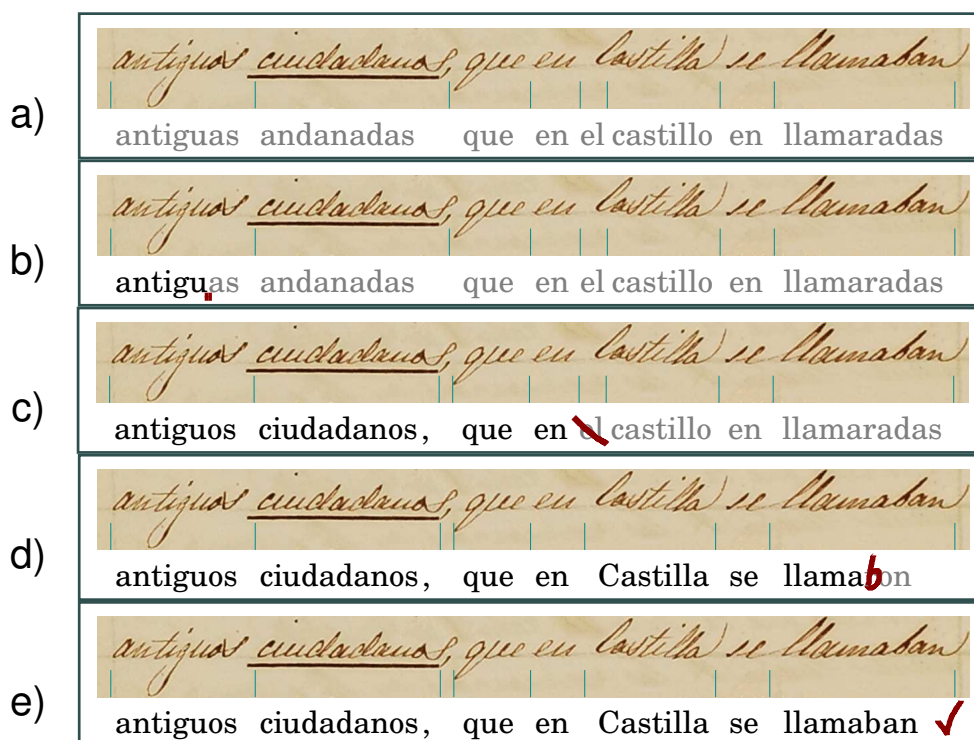 antiguos ciudadanos, que en Castilla se llamaban
a)
antiguas andanadas que en el castillo en llamaradas
antiguos ciudadanos, que en Castilla se llamaban
b)
antiguas andanadas que en el castillo en llamaradas
antiguos ciudadanos, que en Castilla se llamaban
c)
antiguos ciudadanos, que en el castillo en llamaradas
antiguos ciudadanos, que en Castilla se llamaban
d)
antiguos ciudadanos, que en Castilla se llamabon
antiguos ciudadanos, que en Castilla se llamaban
e)
antiguos ciudadanos, que en Castilla se llamaban ✓